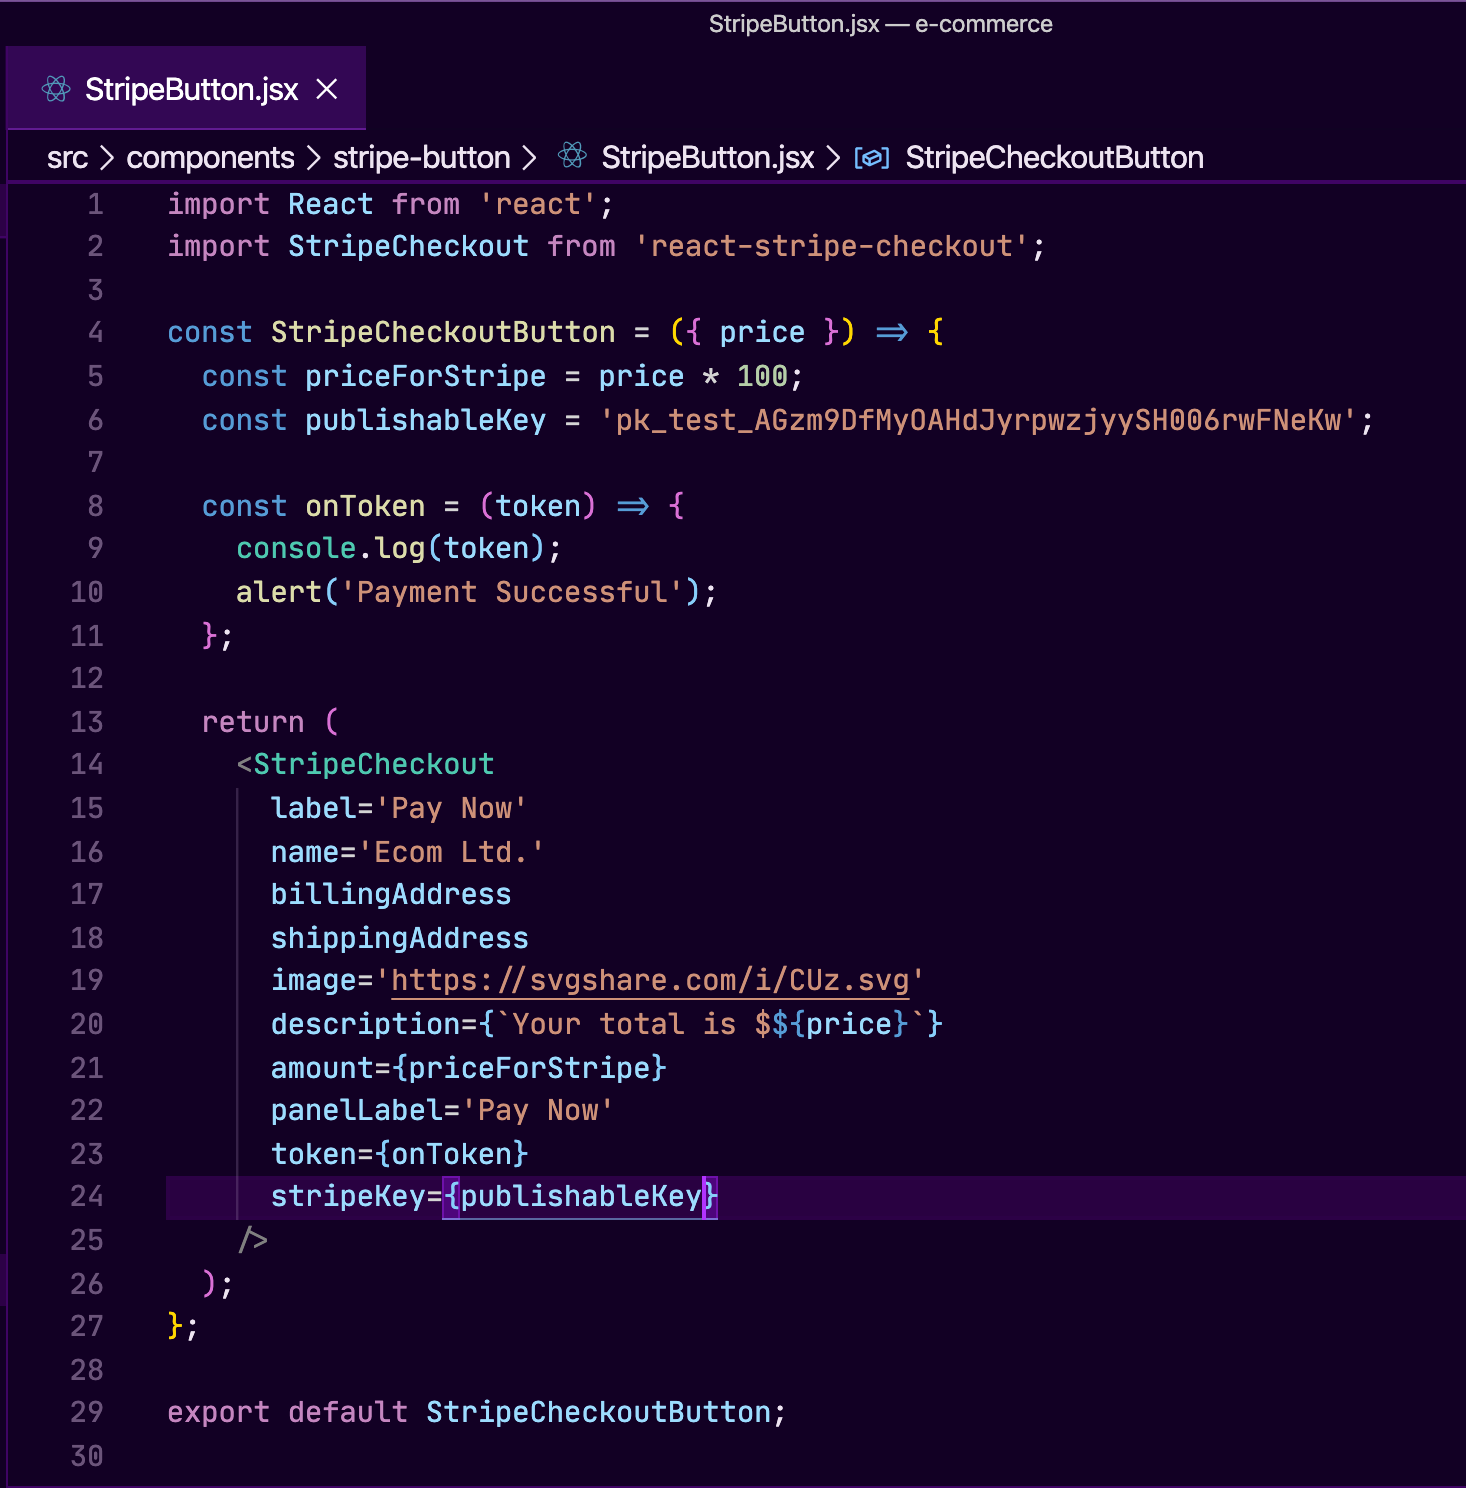 StripeButton.jsx — e-commerce
StripeButton.jsx ×
src > components > stripe-button > StripeButton.jsx > StripeCheckoutButton
1 import React from 'react';
2 import StripeCheckout from 'react-stripe-checkout';
3
4 const StripeCheckoutButton = ({ price }) => {
5   const priceForStripe = price * 100;
6   const publishableKey = 'pk_test_AGzm9DfMyOAHdJyrpwzjyySH006rwFNeKw';
7
8   const onToken = (token) => {
9     console.log(token);
10     alert('Payment Successful');
11   };
12
13   return (
14     <StripeCheckout
15       label='Pay Now'
16       name='Ecom Ltd.'
17       billingAddress
18       shippingAddress
19       image='https://svgshare.com/i/CUz.svg'
20       description={`Your total is $${price}`}
21       amount={priceForStripe}
22       panelLabel='Pay Now'
23       token={onToken}
24       stripeKey={publishableKey}
25     />
26   );
27 };
28
29 export default StripeCheckoutButton;
30